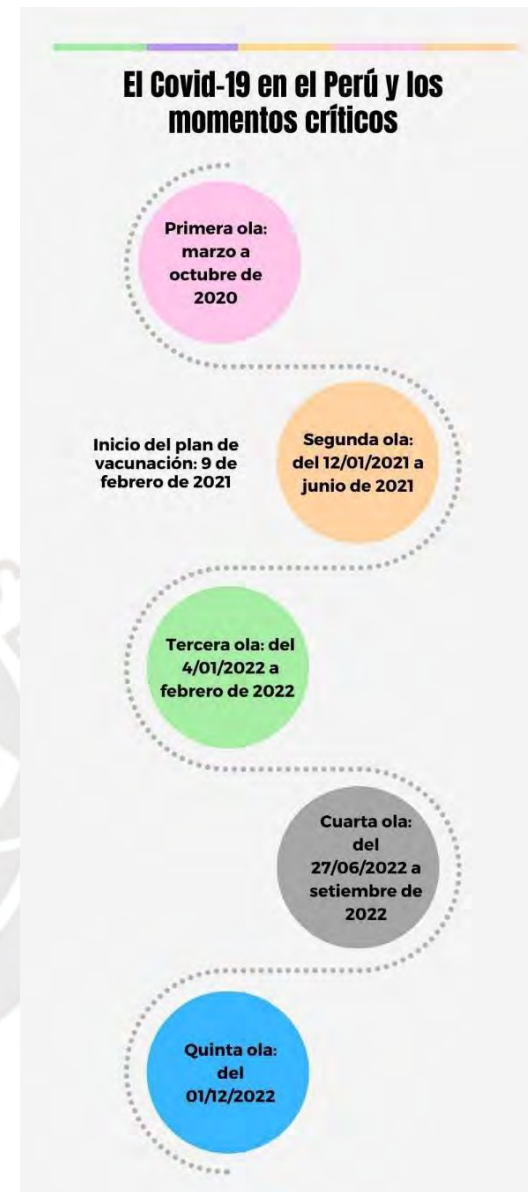 El Covid-19 en el Perú y los
momentos críticos
Primera ola:
marzo a
octubre de
2020
Inicio del plan de
vacunación: 9 de
febrero de 2021
Segunda ola:
del 12/01/2021 a
junio de 2021
Tercera ola: del
4/01/2022 a
febrero de 2022
Cuarta ola:
del
27/06/2022 a
setiembre de
2022
Quinta ola:
del
01/12/2022